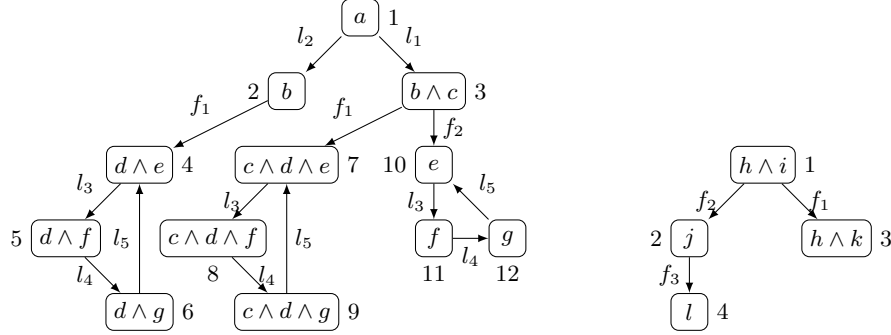 a 1
l₂ l₁
2 b b ∧ c 3
f₁ f₁ f₂
d ∧ e 4 c ∧ d ∧ e 7 10 e h ∧ i 1
l₃ l₃ l₃ l₅ f₂ f₁
5 d ∧ f l₅ c ∧ d ∧ f l₅ f g 2 j h ∧ k 3
l₄ 8 l₄ 11 l₄ 12 f₃
d ∧ g 6 c ∧ d ∧ g 9 l 4